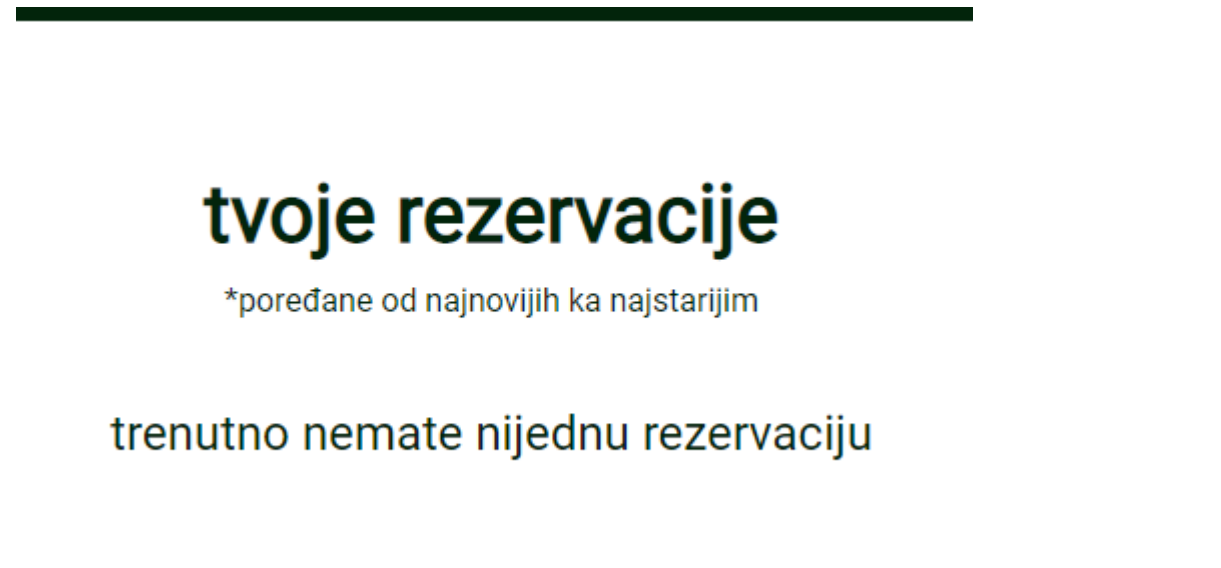 tvoje rezervacije
*poređane od najnovijih ka najstarijim
trenutno nemate nijednu rezervaciju